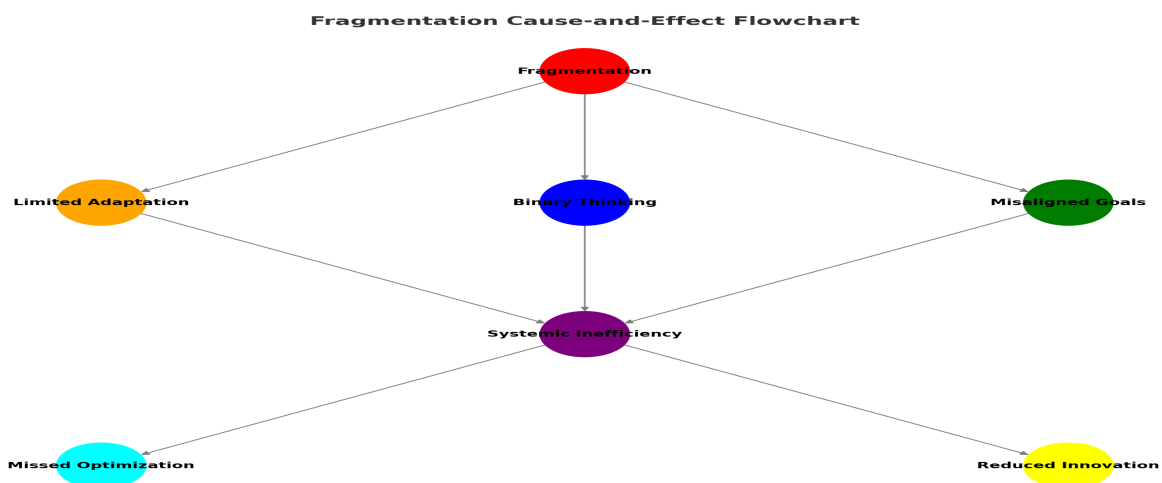 Fragmentation Cause-and-Effect Flowchart
Fragmentation
Limited Adaptation
Binary Thinking
Misaligned Goals
Systemic Inefficiency
Missed Optimization
Reduced Innovation